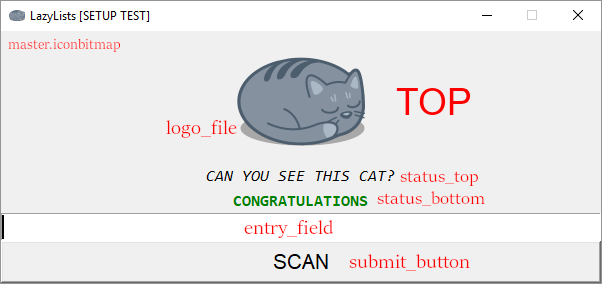 LazyLists [SETUP TEST]
master.iconbitmap
TOP
logo_file
CAN YOU SEE THIS CAT? status_top
CONGRATULATIONS status_bottom
entry_field
SCAN submit_button